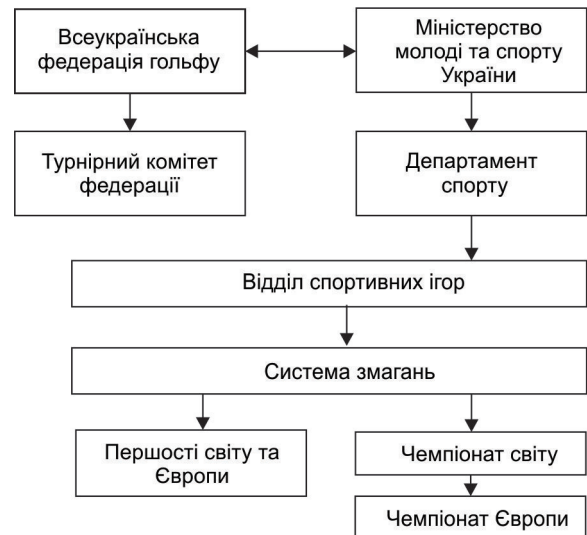 Всеукраїнська
федерація гольфу
Міністерство
молоді та спорту
України
Турнірний комітет
федерації
Департамент
спорту
Відділ спортивних ігор
Система змагань
Першості світу та
Європи
Чемпіонат світу
Чемпіонат Європи